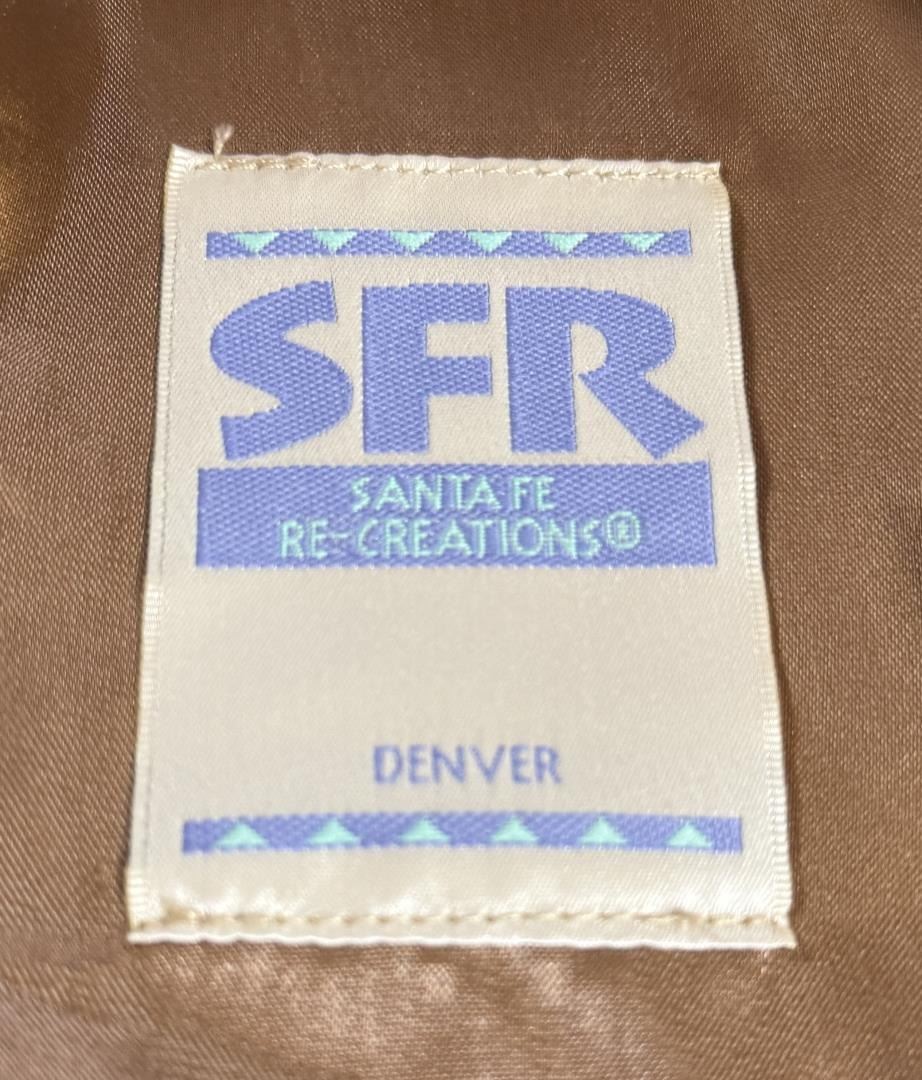 SFR
SANTA FE
RE-CREATIONS®
DENVER